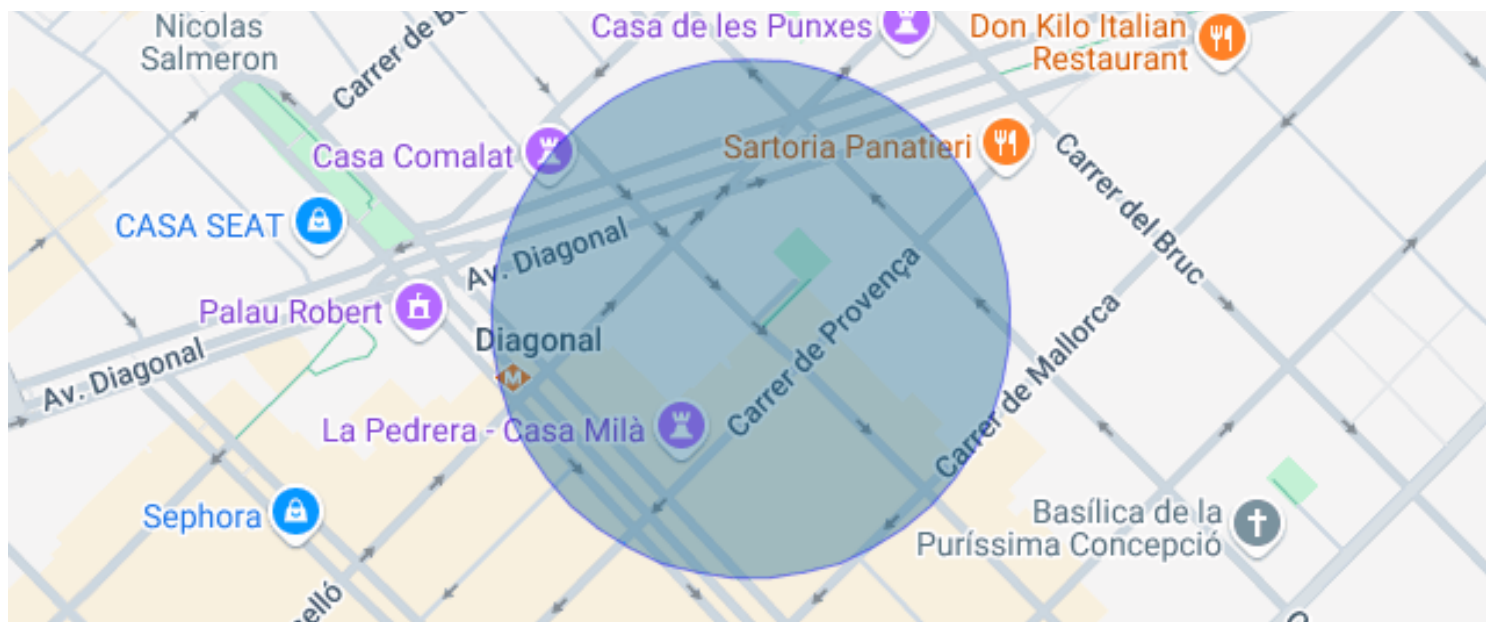 Nicolas
Salmeron
Carrer de B
Casa de les Punxes
Don Kilo Italian
Restaurant
Casa Comalat
Sartoria Panatieri
Carrer del Bruc
CASA SEAT
Av. Diagonal
Palau Robert
Diagonal
M
Carrer de Provença
Av. Diagonal
Carrer de Mallorca
La Pedrera - Casa Milà
Sephora
Basílica de la
Puríssima Concepció
elló